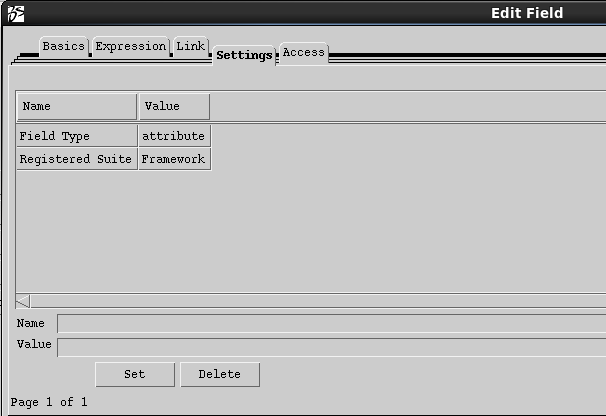 Edit Field
Basics Expression Link Settings Access
Name Value
Field Type attribute
Registered Suite Framework
Name
Value
Set Delete
Page 1 of 1